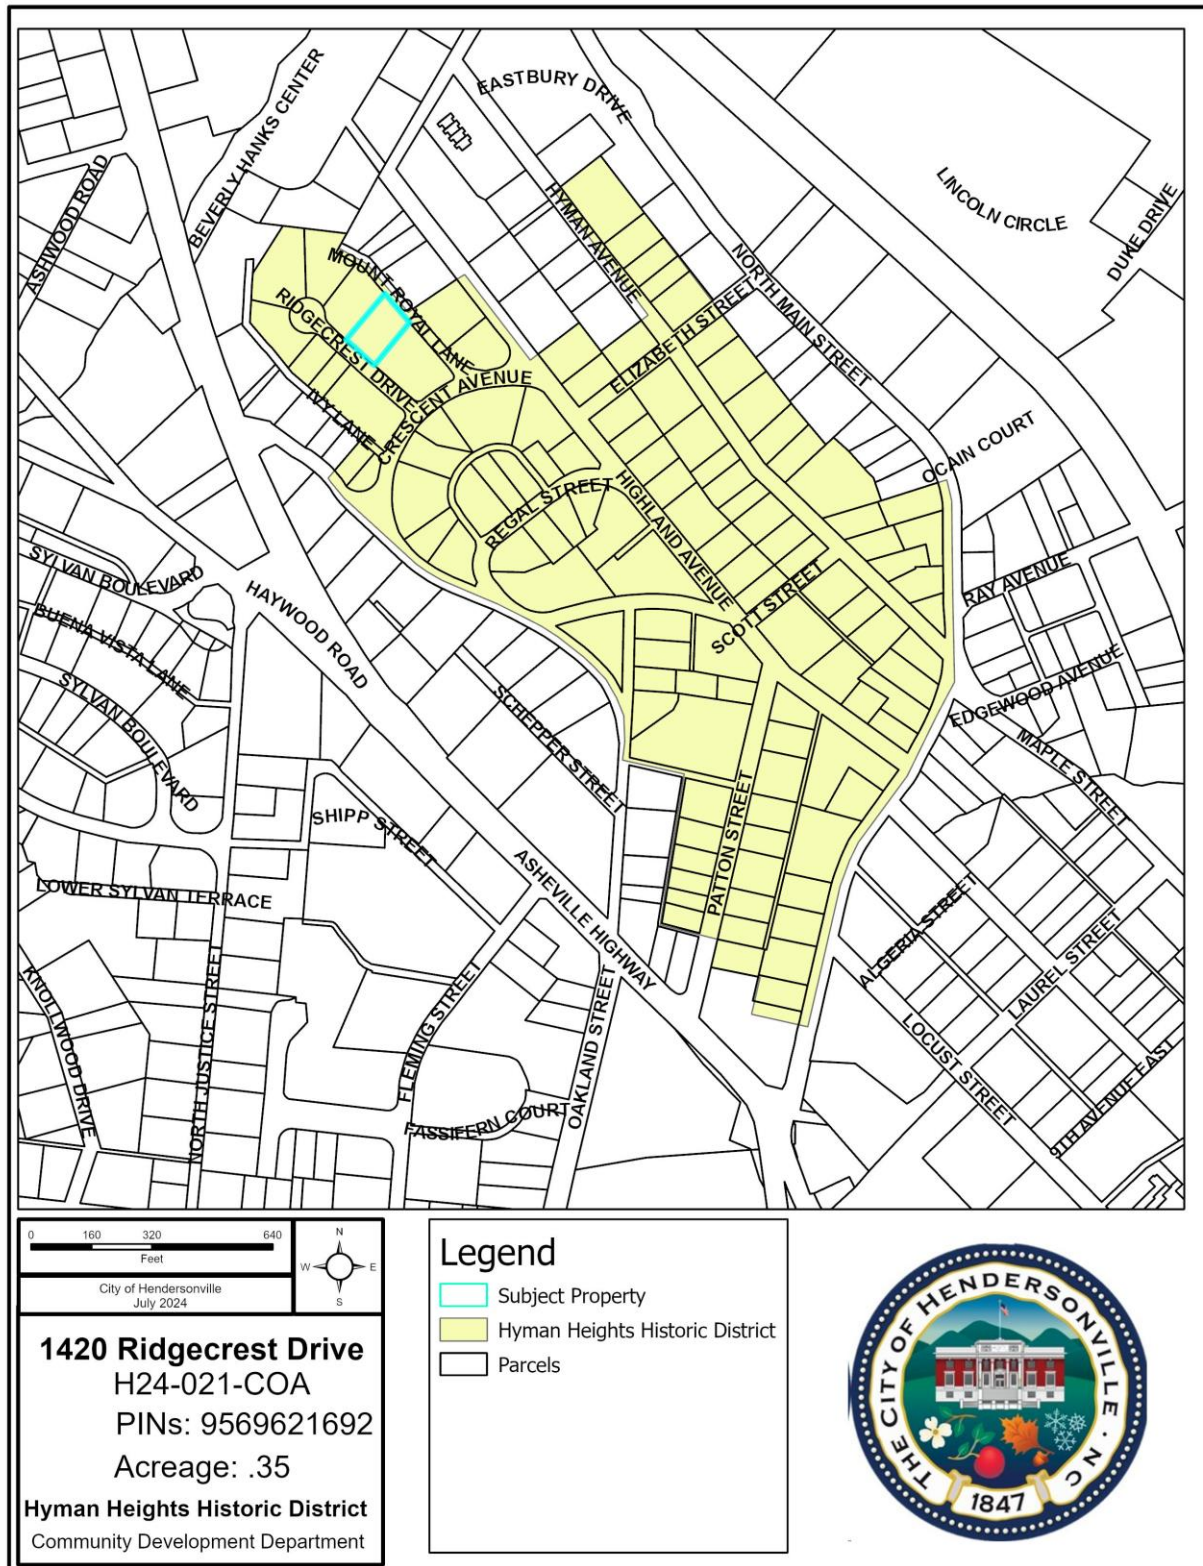 EASTBURY DRIVE
BEVERLY HANKS CENTER
ASHWOOD ROAD
LINCOLN CIRCLE
DUKE DRIVE
HYMAN AVENUE
NORTH MAIN STREET
MOUNT ROYAL LANE
RIDGECREST DRIVE
ELIZABETH STREET
CRESCENT AVENUE
IVY LANE
OCAIN COURT
REGAL STREET
HIGHLAND AVENUE
SYLVAN BOULEVARD
HAYWOOD ROAD
SCOTT STREET
RAY AVENUE
BUENA VISTA LANE
SYLVAN BOULEVARD
SCHEPPER STREET
EDGEWOOD AVENUE
MAPLE STREET
SHIPP STREET
PATTON STREET
ASHEVILLE HIGHWAY
LOWER SYLVAN TERRACE
ALGERIA STREET
LAUREL STREET
KNOLLWOOD DRIVE
NORTH JUSTICE STREET
FLEMING STREET
OAKLAND STREET
LOCUST STREET
FASSIFERN COURT
9TH AVENUE EAST
0 160 320 640
Feet
N
W E
S
City of Hendersonville
July 2024
1420 Ridgecrest Drive
H24-021-COA
PINs: 9569621692
Acreage: .35
Hyman Heights Historic District
Community Development Department
Legend
Subject Property
Hyman Heights Historic District
Parcels
THE CITY OF HENDERSONVILLE · NC
1847